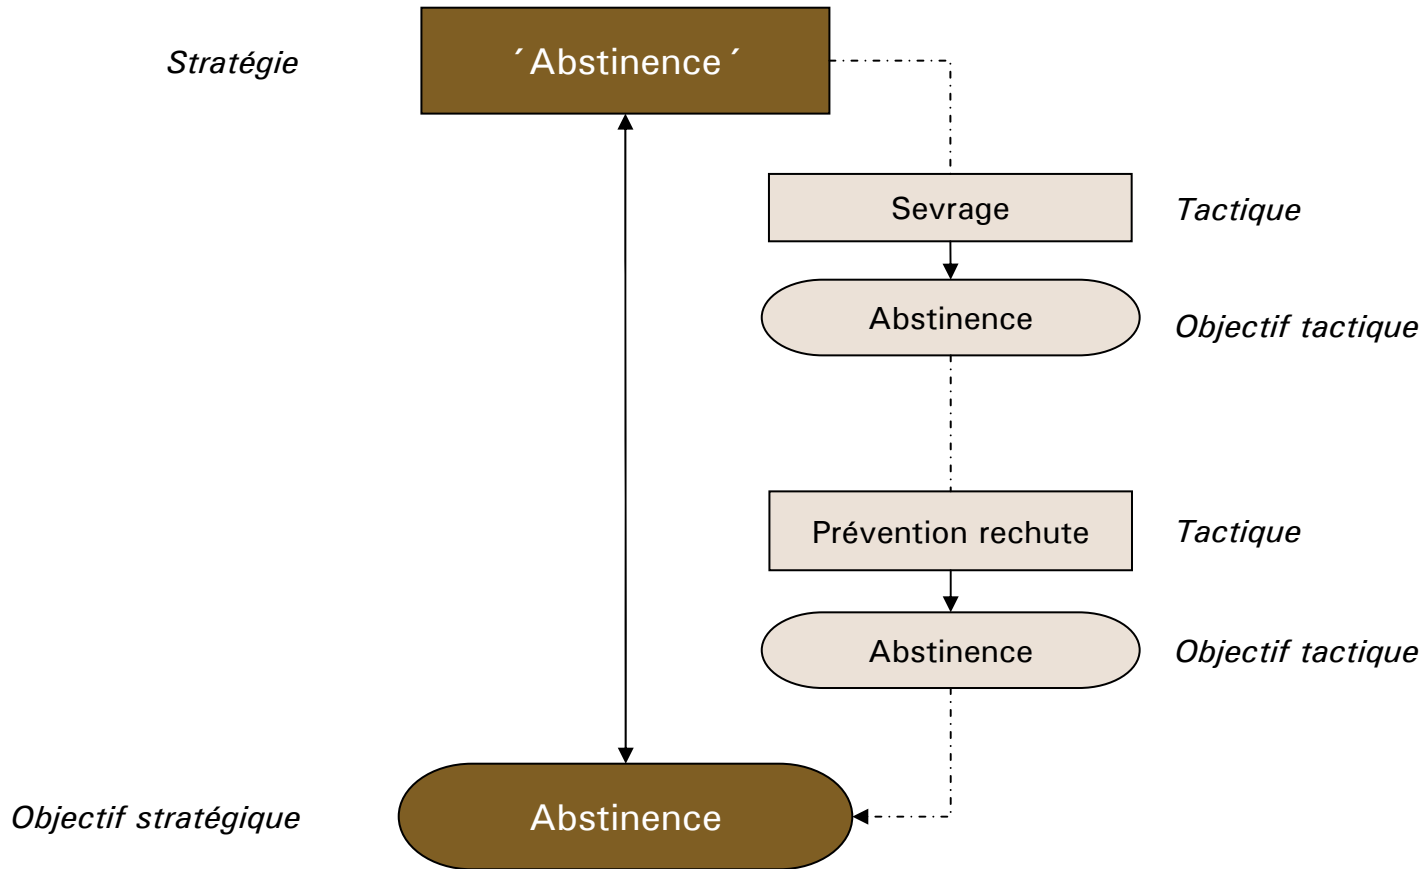 Stratégie
´Abstinence´
Sevrage
Tactique
Abstinence
Objectif tactique
Prévention rechute
Tactique
Abstinence
Objectif tactique
Objectif stratégique
Abstinence